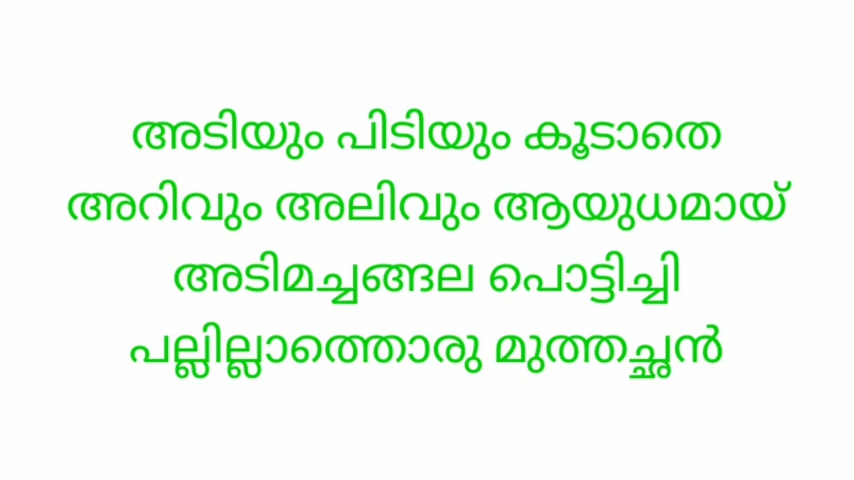 അടിയും പിടിയും കൂടാതെ
അറിവും അലിവും ആയുധമായ്
അടിമച്ചങ്ങല പൊട്ടിച്ചി
പല്ലില്ലാത്തൊരു മുത്തച്ഛൻ